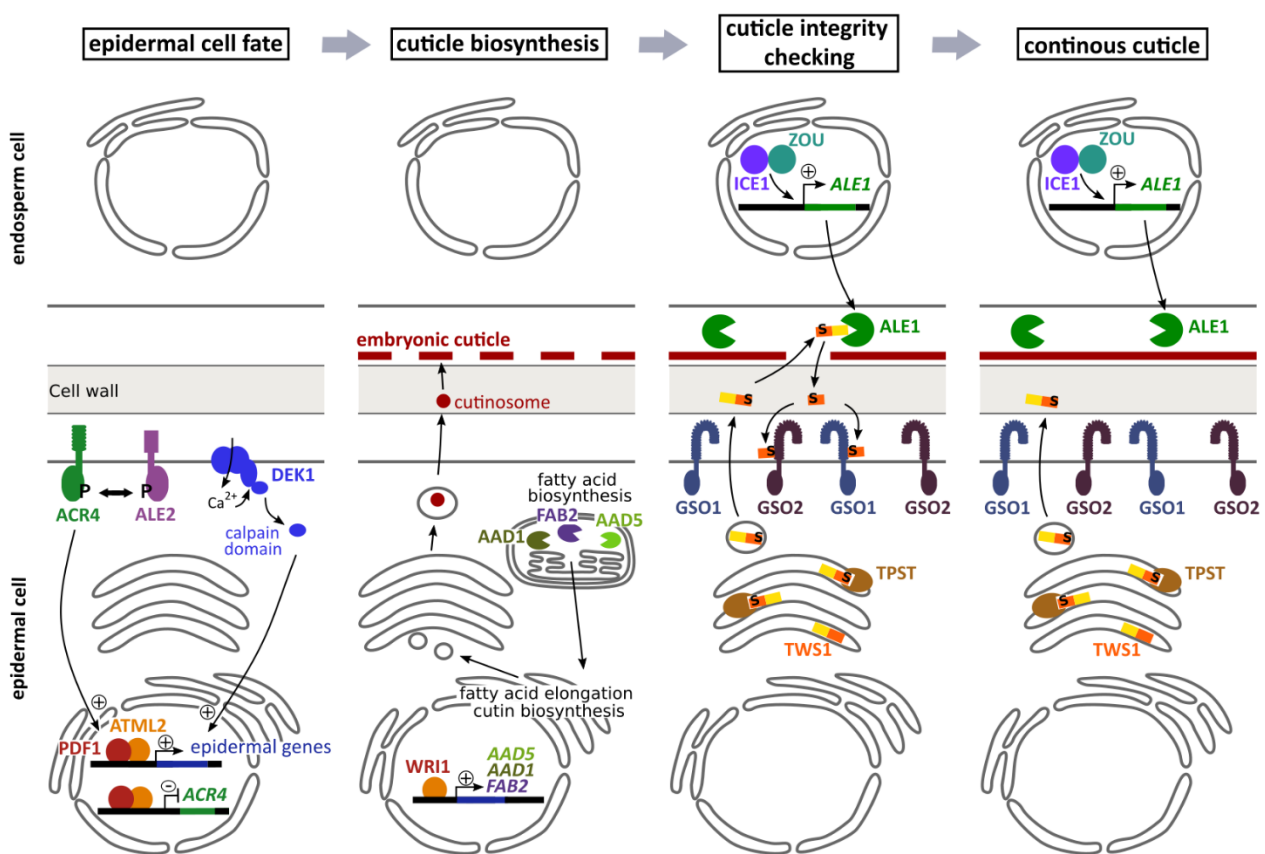 epidermal cell fate
cuticle biosynthesis
cuticle integrity
checking
continous cuticle
endosperm cell
ZOU
ICE1
+
ALE1
ZOU
ICE1
+
ALE1
embryonic cuticle
S
ALE1
ALE1
Cell wall
cutinosome
S
S
S
S
S
P
P
ACR4
ALE2
Ca2+
DEK1
calpain
domain
fatty acid
biosynthesis
FAB2
AAD5
AAD1
GSO1
GSO2
GSO1
GSO2
GSO1
GSO2
GSO1
GSO2
S
S
epidermal cell
S
TPST
S
TWS1
S
TPST
S
TWS1
fatty acid elongation
cutin biosynthesis
+
+
ATML2
PDF1
+
epidermal genes
-
ACR4
WRI1
+
AAD5
AAD1
FAB2